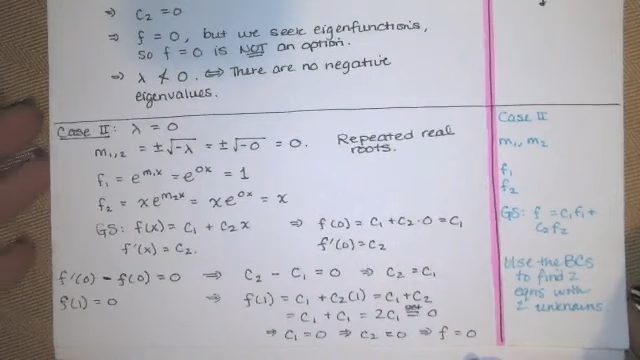 ⇒ C₂ = 0
⇒ f = 0, but we seek eigenfunctions,
so f = 0 is NOT an option.
⇒ λ ≮ 0. ⇔ There are no negative
eigenvalues.
Case II: λ = 0
m₁,₂ = ±√-λ = ±√-0 = 0. Repeated real
roots.
f₁ = e^{m₁x} = e^{0x} = 1
f₂ = xe^{m₂x} = xe^{0x} = x
GS: f(x) = C₁ + C₂x ⇒ f(0) = C₁ + C₂·0 = C₁
f'(x) = C₂. f'(0) = C₂
f'(0) - f(0) = 0 ⇒ C₂ - C₁ = 0 ⇒ C₂ = C₁
f(1) = 0 ⇒ f(1) = C₁ + C₂(1) = C₁ + C₂
= C₁ + C₁ = 2C₁ = 0
⇒ C₁ = 0 ⇒ C₂ = 0 ⇒ f = 0
Case II
m₁, m₂
f₁
f₂
GS: f = C₁f₁ +
C₂f₂
Use the BCs
to find 2
eqns with
2 unknowns.